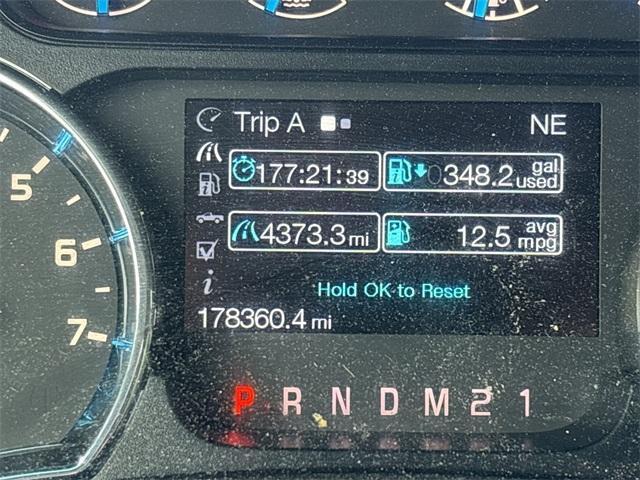 Trip A NE
177:21:39 0348.2 gal used
4373.3 mi 12.5 avg mpg
Hold OK to Reset
178360.4 mi
5
6
7
P R N D M 2 1